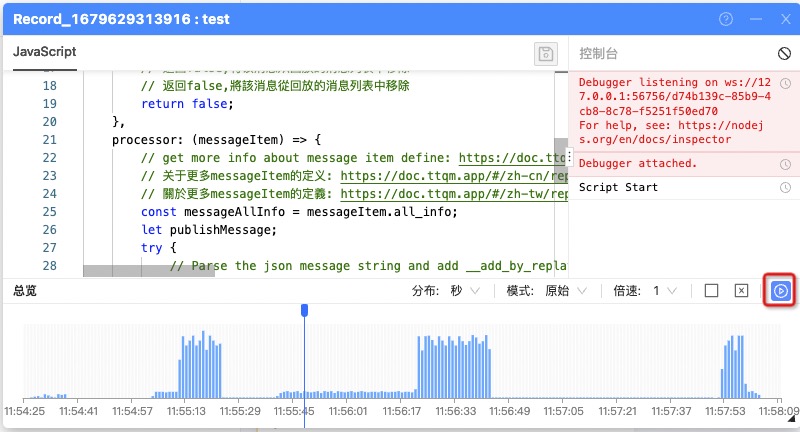 Record_1679629313916 : test
JavaScript
控制台
18 // 返回false,將該消息從回放的消息列表中移除
19 return false;
20 },
21 processor: (messageItem) => {
22 // get more info about message item define: https://doc.ttq
23 // 关于更多messageItem的定义: https://doc.ttqm.app/#/zh-cn/rep
24 // 關於更多messageItem的定義: https://doc.ttqm.app/#/zh-tw/rep
25 const messageAllInfo = messageItem.all_info;
26 let publishMessage;
27 try {
28 // Parse the json message string and add __add_by_repla
Debugger listening on ws://12
7.0.0.1:56756/d74b139c-85b9-4
cb8-8c78-f5251f50ed70
For help, see: https://nodej
s.org/en/docs/inspector
Debugger attached.
Script Start
总览 分布: 秒 模式: 原始 倍速: 1
11:54:25 11:54:41 11:54:57 11:55:13 11:55:29 11:55:45 11:56:01 11:56:17 11:56:33 11:56:49 11:57:05 11:57:21 11:57:37 11:57:53 11:58:09